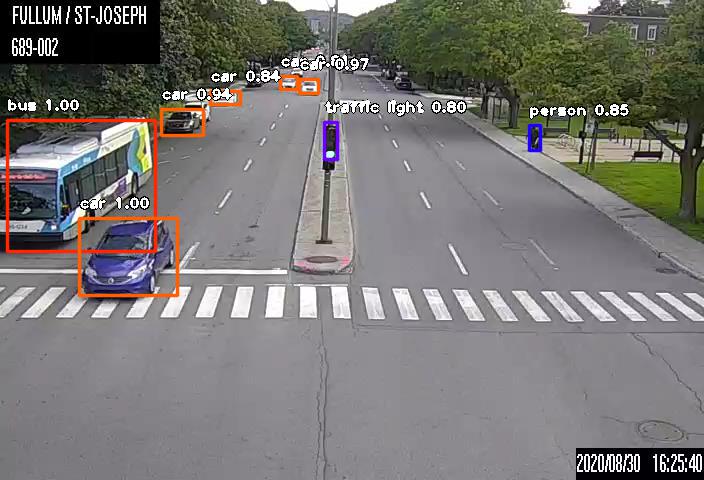 FULLUM / ST-JOSEPH
689-002
car 0.97
car 0.84
car 0.94
bus 1.00
traffic light 0.80
person 0.85
car 1.00
2020/08/30 16:25:40